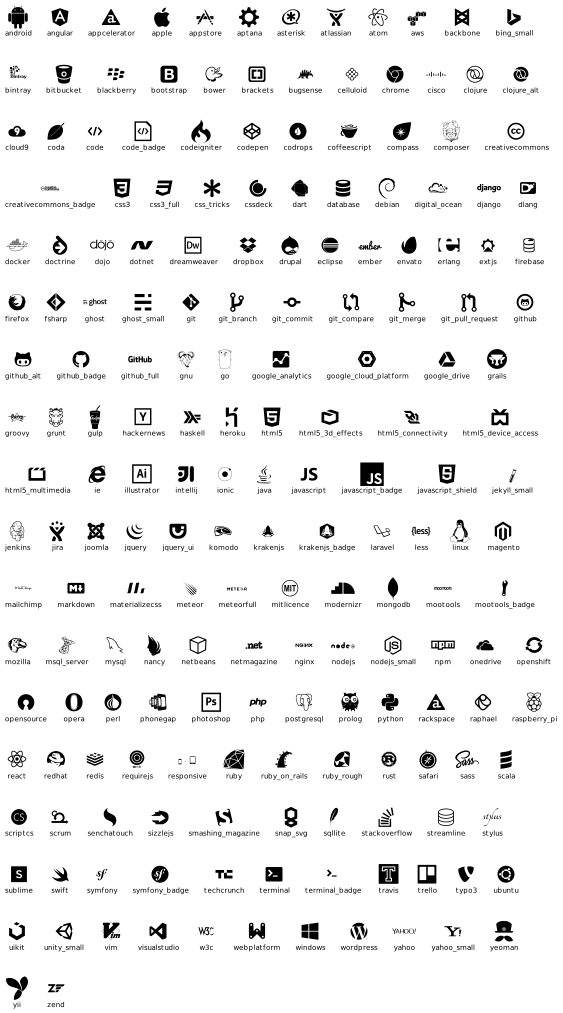 android angular appcelerator apple appstore aptana asterisk atlassian atom aws backbone bing_small
bintray bitbucket blackberry bootstrap bower brackets bugsense celluloid chrome cisco clojure clojure_alt
cloud9 coda code code_badge codeigniter codepen codrops coffeescript compass composer creativecommons
creativecommons_badge css3 css3_full css_tricks cssdeck dart database debian digital_ocean django dlang
docker doctrine dojo dotnet dreamweaver dropbox drupal eclipse ember envato erlang extjs firebase
firefox fsharp ghost ghost_small git git_branch git_commit git_compare git_merge git_pull_request github
github_alt github_badge github_full gnu go google_analytics google_cloud_platform google_drive grails
groovy grunt gulp hackernews haskell heroku html5 html5_3d_effects html5_connectivity html5_device_access
html5_multimedia ie illustrator intellij ionic java javascript javascript_badge javascript_shield jekyll_small
jenkins jira joomla jquery jquery_ui komodo krakenjs krakenjs_badge laravel less linux magento
mailchimp markdown materializecss meteor meteorfull mitlicence modernizr mongodb mootools mootools_badge
mozilla msql_server mysql nancy netbeans netmagazine nginx nodejs nodejs_small npm onedrive openshift
opensource opera perl phonegap photoshop php postgresql prolog python rackspace raphael raspberry_pi
react redhat redis requirejs responsive ruby ruby_on_rails ruby_rough rust safari sass scala
scriptcs scrum senchatouch sizzlejs smashing_magazine snap_svg sqllite stackoverflow streamline stylus
sublime swift symfony symfony_badge techcrunch terminal terminal_badge travis trello typo3 ubuntu
uikit unity_small vim visualstudio w3c webplatform windows wordpress yahoo yahoo_small yeoman
yii zend